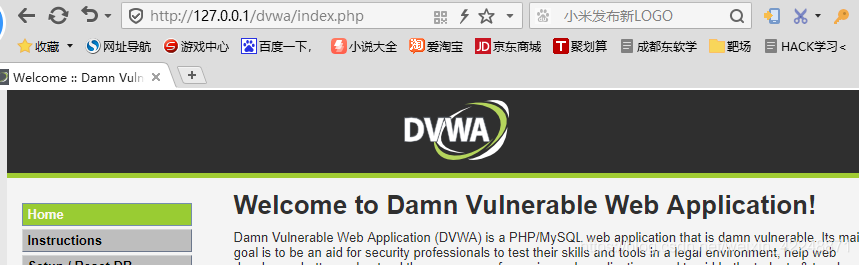 http://127.0.0.1/dvwa/index.php
小米发布新LOGO
收藏 网址导航 游戏中心 百度一下， 小说大全 爱淘宝 京东商城 聚划算 成都东软学 靶场 HACK学习<
Welcome :: Damn Vuln
DVWA
Home
Welcome to Damn Vulnerable Web Application!
Instructions
Damn Vulnerable Web Application (DVWA) is a PHP/MySQL web application that is damn vulnerable. Its mai
goal is to be an aid for security professionals to test their skills and tools in a legal environment, help web
Setup / Reset DB